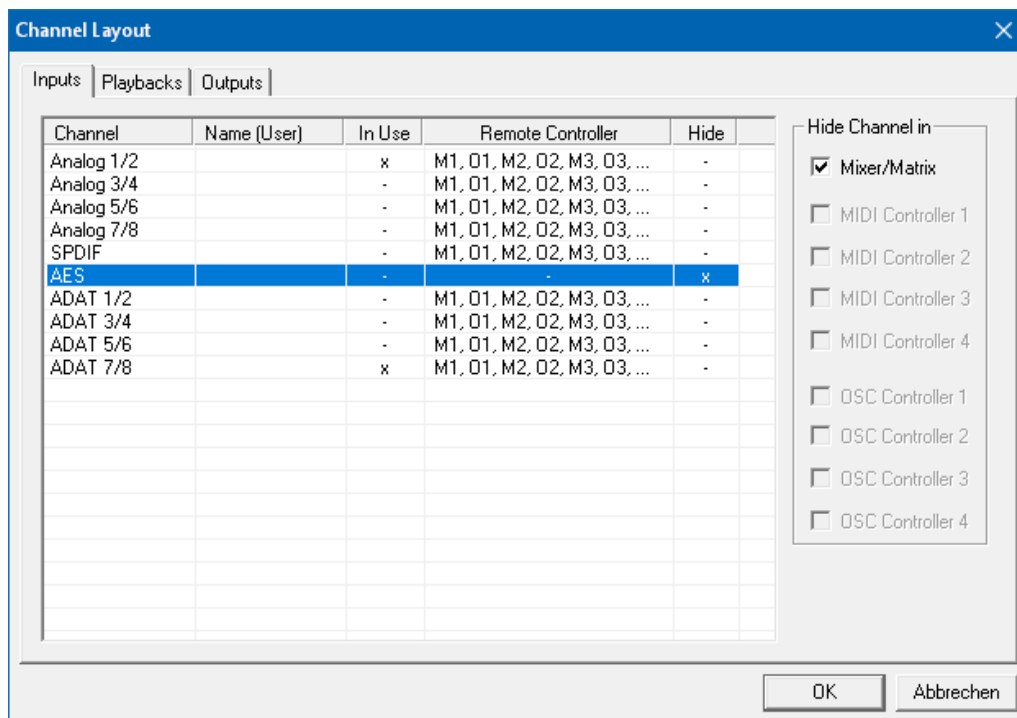 Channel Layout
Inputs Playbacks Outputs
Channel Name (User) In Use Remote Controller Hide
Analog 1/2 x M1, O1, M2, O2, M3, O3, ... -
Analog 3/4 - M1, O1, M2, O2, M3, O3, ... -
Analog 5/6 - M1, O1, M2, O2, M3, O3, ... -
Analog 7/8 - M1, O1, M2, O2, M3, O3, ... -
SPDIF - M1, O1, M2, O2, M3, O3, ... -
AES - - x
ADAT 1/2 - M1, O1, M2, O2, M3, O3, ... -
ADAT 3/4 - M1, O1, M2, O2, M3, O3, ... -
ADAT 5/6 - M1, O1, M2, O2, M3, O3, ... -
ADAT 7/8 x M1, O1, M2, O2, M3, O3, ... -
Hide Channel in
Mixer/Matrix
MIDI Controller 1
MIDI Controller 2
MIDI Controller 3
MIDI Controller 4
OSC Controller 1
OSC Controller 2
OSC Controller 3
OSC Controller 4
OK Abbrechen